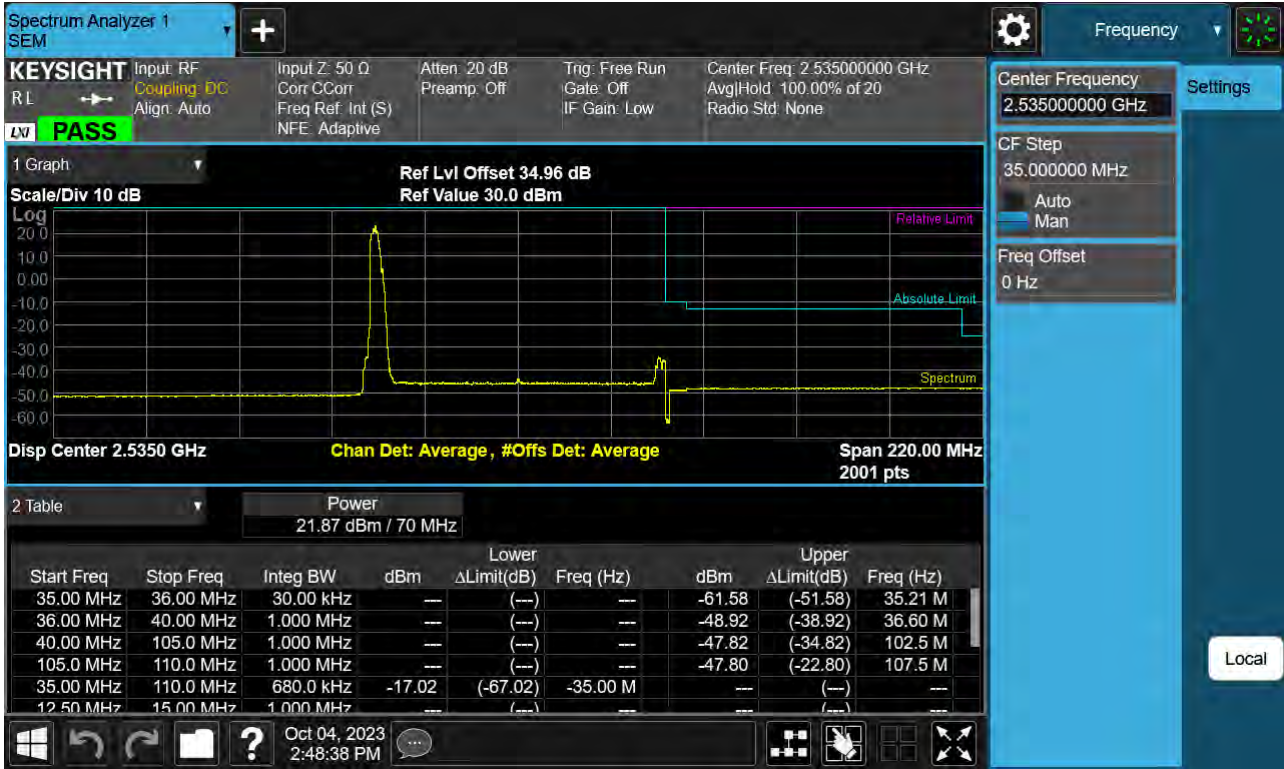 Spectrum Analyzer 1
SEM
+
Frequency
KEYSIGHT
RL
LXI
PASS
Input: RF
Coupling: DC
Align: Auto
Input Z: 50 Ω
Corr CCorr
Freq Ref: Int (S)
NFE: Adaptive
Atten: 20 dB
Preamp: Off
Trig: Free Run
Gate: Off
IF Gain: Low
Center Freq: 2.535000000 GHz
Avg|Hold: 100.00% of 20
Radio Std: None
Center Frequency
2.535000000 GHz
Settings
CF Step
35.000000 MHz
Auto
Man
Freq Offset
0 Hz
Local
1 Graph
Scale/Div 10 dB
Ref Lvl Offset 34.96 dB
Ref Value 30.0 dBm
Log
20.0
10.0
0.00
-10.0
-20.0
-30.0
-40.0
-50.0
-60.0
Relative Limit
Absolute Limit
Spectrum
Disp Center 2.5350 GHz
Chan Det: Average, #Offs Det: Average
Span 220.00 MHz
2001 pts
2 Table
Power
21.87 dBm / 70 MHz
Lower Upper
Start Freq Stop Freq Integ BW dBm ΔLimit(dB) Freq (Hz) dBm ΔLimit(dB) Freq (Hz)
35.00 MHz 36.00 MHz 30.00 kHz --- (---) --- -61.58 (-51.58) 35.21 M
36.00 MHz 40.00 MHz 1.000 MHz --- (---) --- -48.92 (-38.92) 36.60 M
40.00 MHz 105.0 MHz 1.000 MHz --- (---) --- -47.82 (-34.82) 102.5 M
105.0 MHz 110.0 MHz 1.000 MHz --- (---) --- -47.80 (-22.80) 107.5 M
35.00 MHz 110.0 MHz 680.0 kHz -17.02 (-67.02) -35.00 M --- (---) ---
12.50 MHz 15.00 MHz 1.000 MHz --- (---) --- --- (---) ---
?
Oct 04, 2023
2:48:38 PM